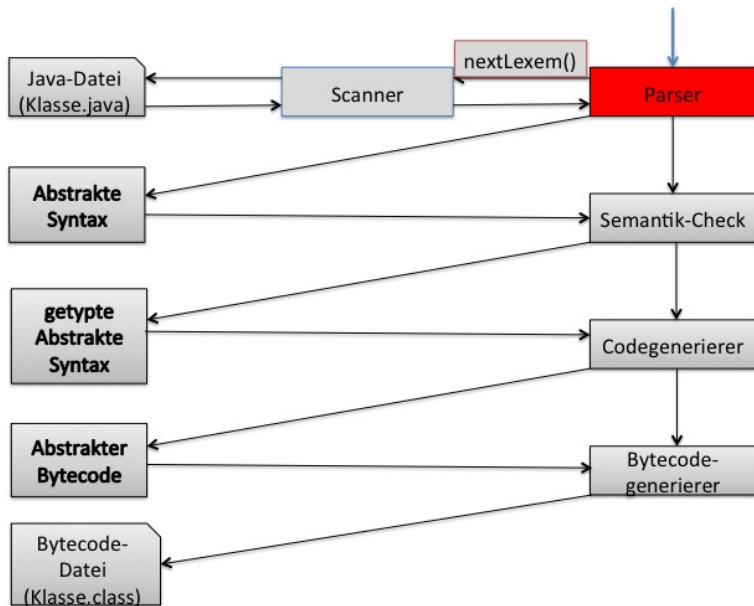 nextLexem()
Java-Datei
(Klasse.java)
Scanner
Parser
Abstrakte
Syntax
Semantik-Check
getypte
Abstrakte
Syntax
Codegenerierer
Abstrakter
Bytecode
Bytecode-
generierer
Bytecode-
Datei
(Klasse.class)